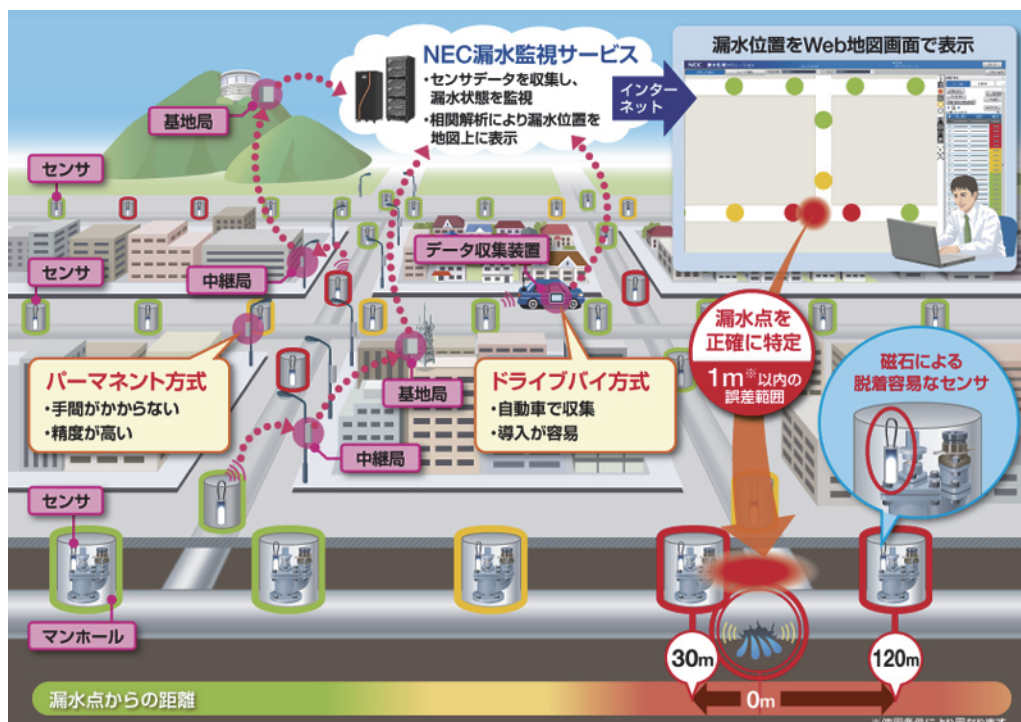 NEC漏水監視サービス
・センサデータを収集し、
漏水状態を監視
・相関解析により漏水位置を
地図上に表示
インター
ネット
漏水位置をWeb地図画面で表示
NEC
基地局
センサ
データ収集装置
中継局
センサ
パーマネント方式
・手間がかからない
・精度が高い
基地局
ドライブバイ方式
・自動車で収集
・導入が容易
漏水点を
正確に特定
1m※以内の
誤差範囲
磁石による
脱着容易なセンサ
中継局
センサ
マンホール
30m
120m
漏水点からの距離
0m